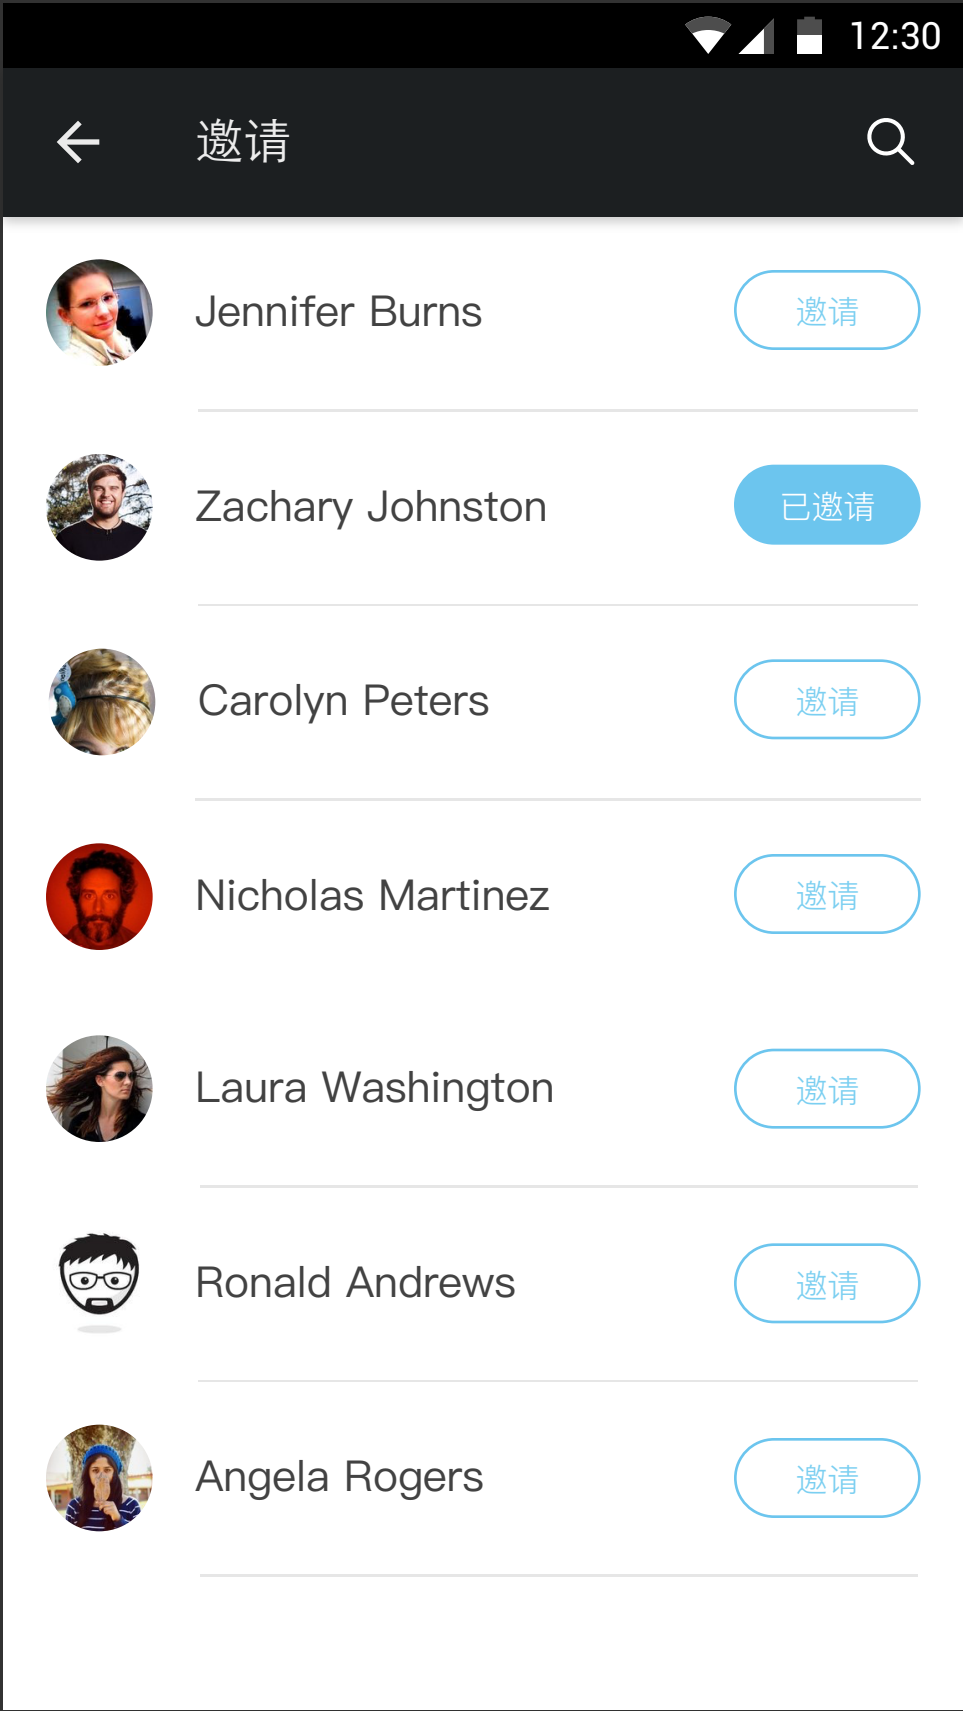 12:30
邀请
Jennifer Burns 邀请
Zachary Johnston 已邀请
Carolyn Peters 邀请
Nicholas Martinez 邀请
Laura Washington 邀请
Ronald Andrews 邀请
Angela Rogers 邀请